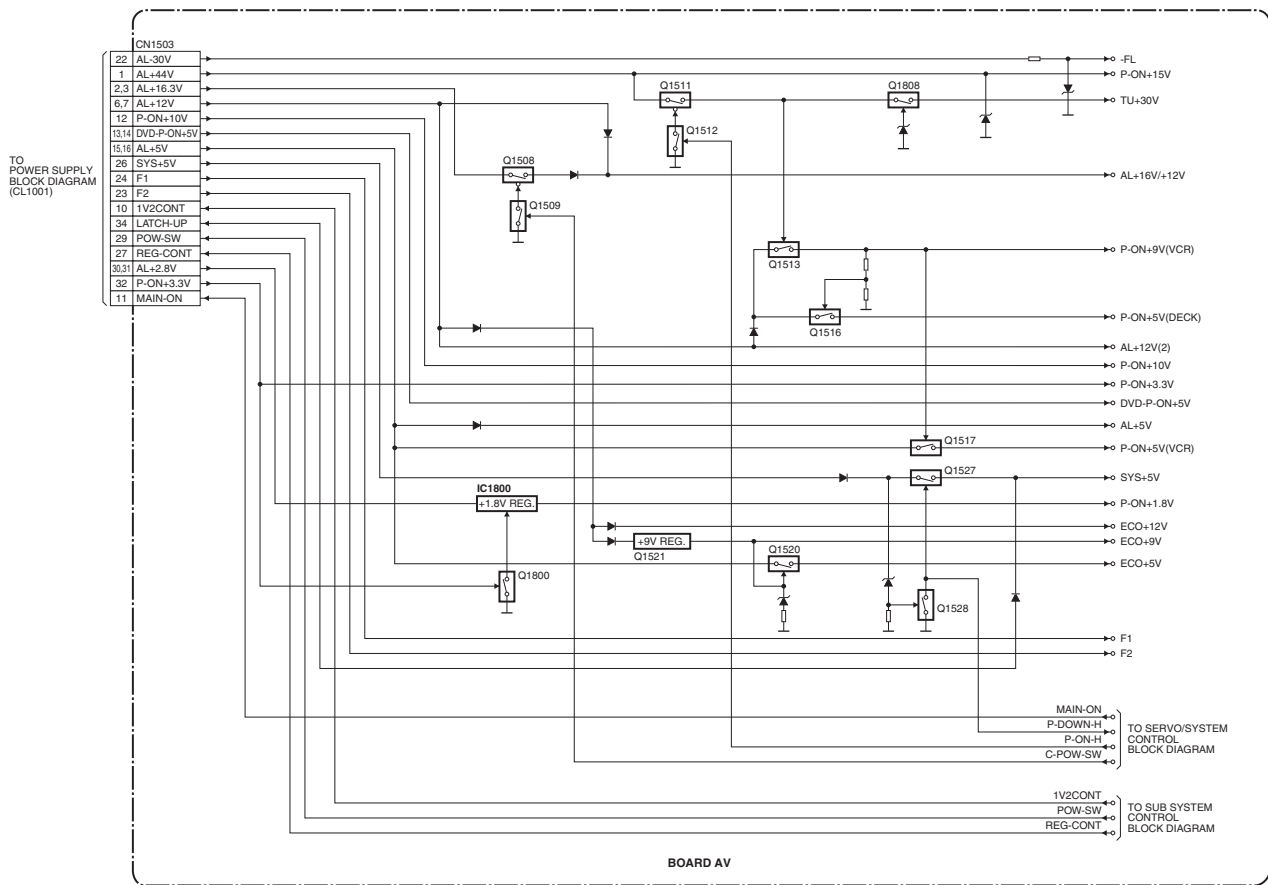 CN1503
22 AL-30V
1 AL+44V
2,3 AL+16.3V
6,7 AL+12V
12 P-ON+10V
13,14 DVD-P-ON+5V
15,16 AL+5V
26 SYS+5V
24 F1
23 F2
10 1V2CONT
34 LATCH-UP
29 POW-SW
27 REG-CONT
30,31 AL+2.8V
32 P-ON+3.3V
11 MAIN-ON
TO
POWER SUPPLY
BLOCK DIAGRAM
(CL1001)
Q1511
Q1808
Q1512
Q1508
Q1509
Q1513
Q1516
Q1517
Q1527
IC1800
+1.8V REG.
+9V REG.
Q1521
Q1520
Q1800
Q1528
-FL
P-ON+15V
TU+30V
AL+16V/+12V
P-ON+9V(VCR)
P-ON+5V(DECK)
AL+12V(2)
P-ON+10V
P-ON+3.3V
DVD-P-ON+5V
AL+5V
P-ON+5V(VCR)
SYS+5V
P-ON+1.8V
ECO+12V
ECO+9V
ECO+5V
F1
F2
MAIN-ON
P-DOWN-H
P-ON-H
C-POW-SW
TO SERVO/SYSTEM
CONTROL
BLOCK DIAGRAM
1V2CONT
POW-SW
REG-CONT
TO SUB SYSTEM
CONTROL
BLOCK DIAGRAM
BOARD AV